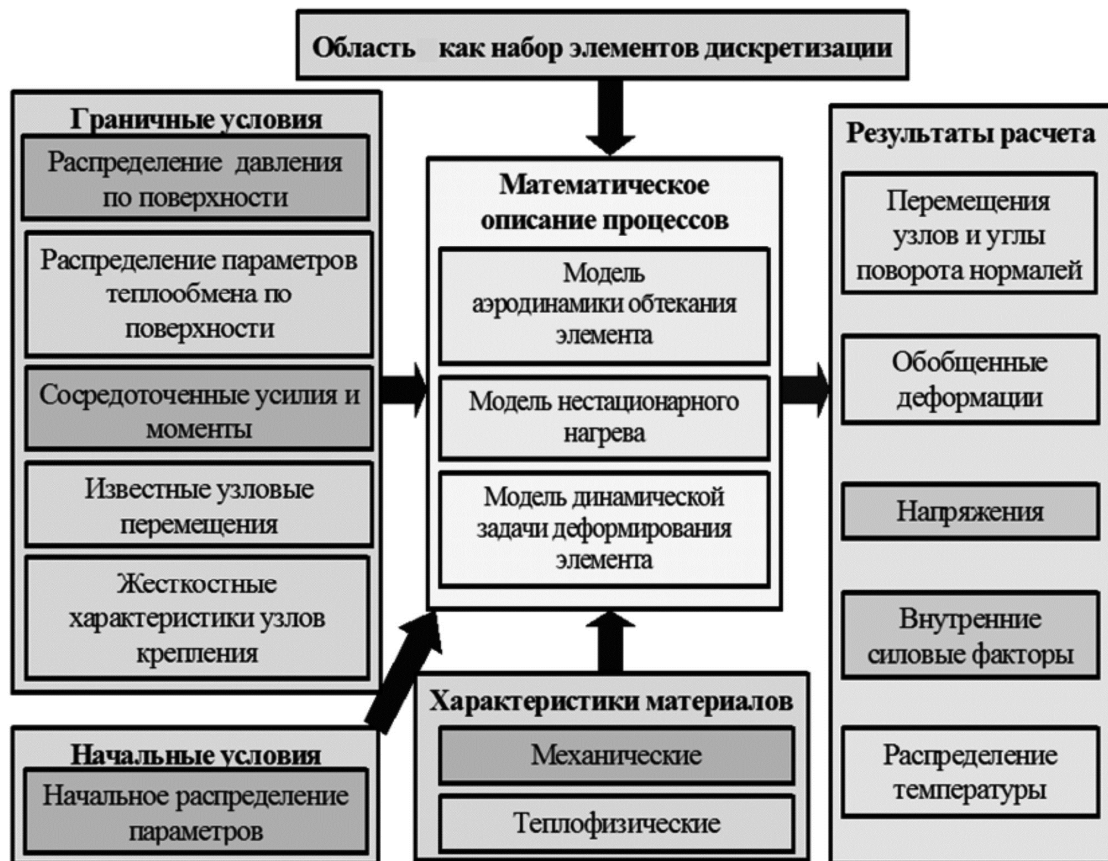 Область как набор элементов дискретизации
Граничные условия
Распределение давления
по поверхности
Распределение параметров
теплообмена по
поверхности
Сосредоточенные усилия и
моменты
Известные узловые
перемещения
Жесткостные
характеристики узлов
крепления
Начальные условия
Начальное распределение
параметров
Математическое
описание процессов
Модель
аэродинамики обтекания
элемента
Модель нестационарного
нагрева
Модель динамической
задачи деформирования
элемента
Характеристики материалов
Механические
Теплофизические
Результаты расчета
Перемещения
узлов и углы
поворота нормалей
Обобщенные
деформации
Напряжения
Внутренние
силовые факторы
Распределение
температуры